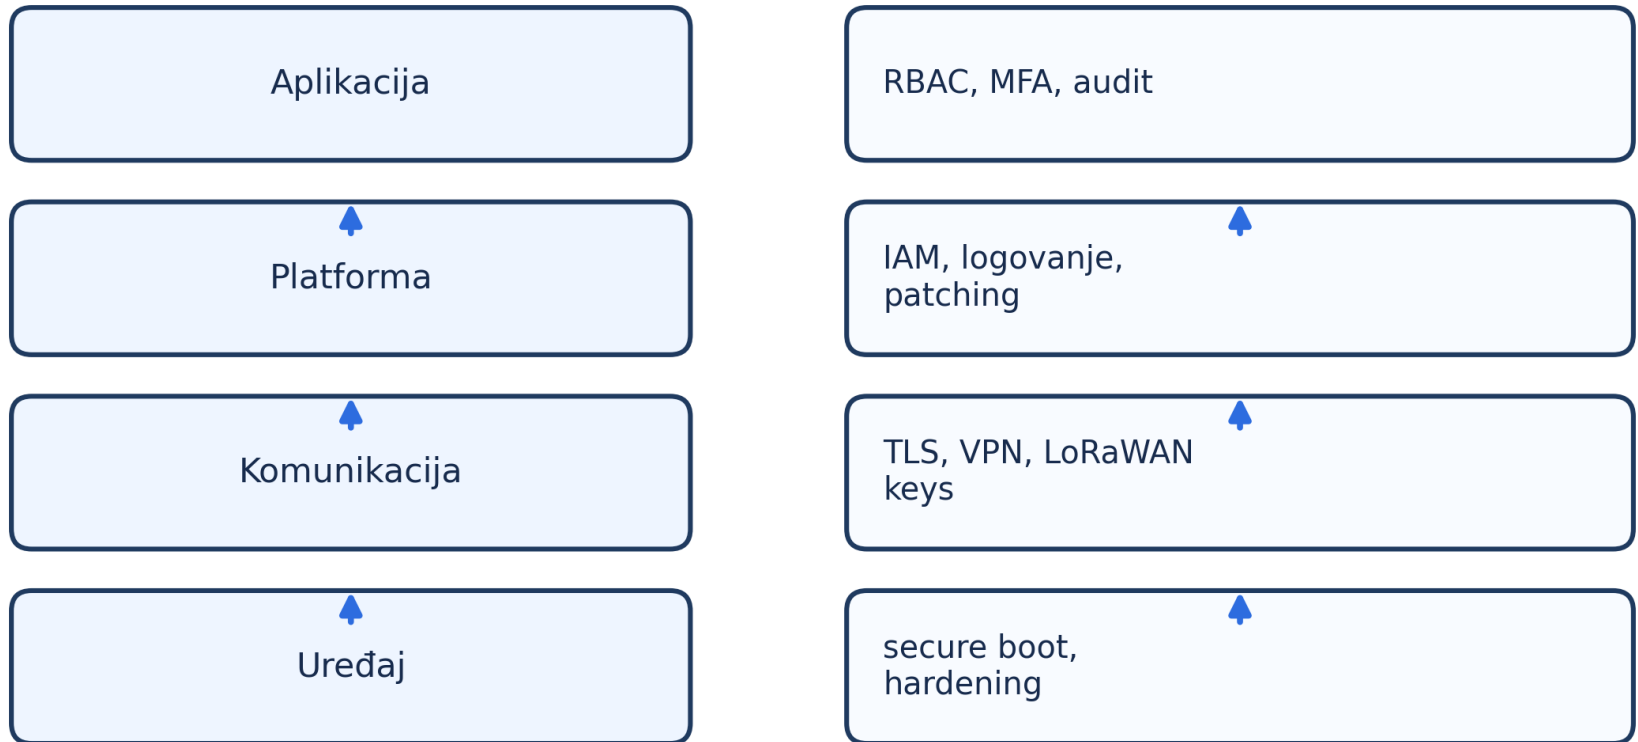 Aplikacija
RBAC, MFA, audit
Platforma
IAM, logovanje,
patching
Komunikacija
TLS, VPN, LoRaWAN
keys
Uređaj
secure boot,
hardening